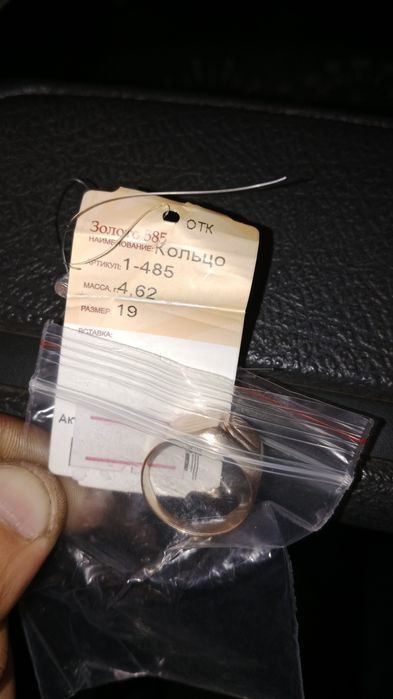 ОТК
Золото 585
НАИМЕНОВАНИЕ: Кольцо
АРТИКУЛ: 1-485
МАССА, г. 4,62
РАЗМЕР: 19
ВСТАВКА: